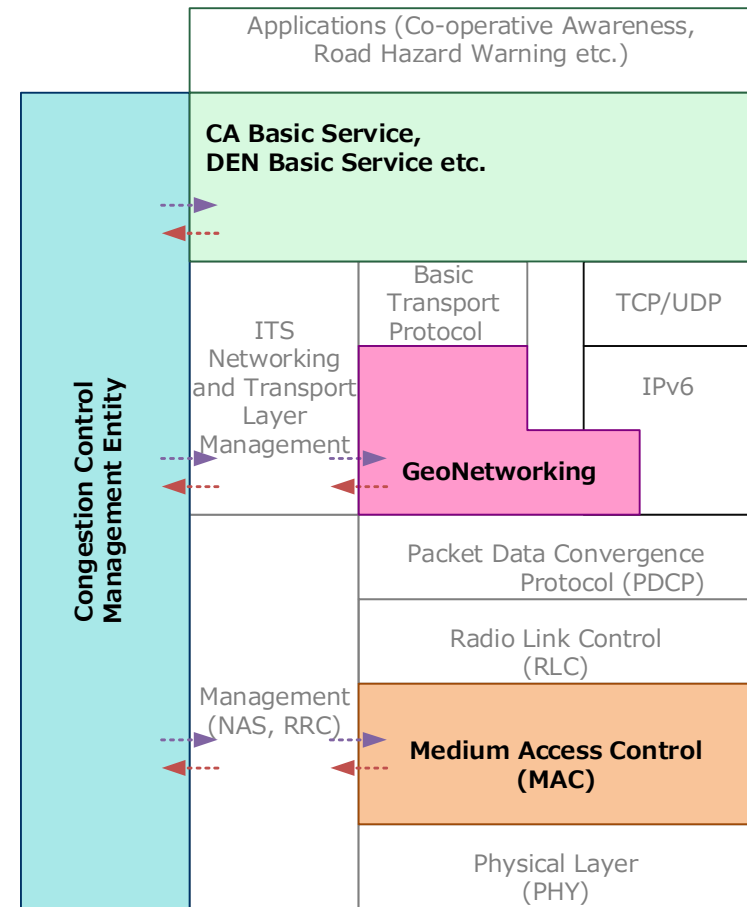 Applications (Co-operative Awareness,
Road Hazard Warning etc.)
CA Basic Service,
DEN Basic Service etc.
Congestion Control
Management Entity
ITS
Networking
and Transport
Layer
Management
Basic
Transport
Protocol
TCP/UDP
IPv6
GeoNetworking
Packet Data Convergence
Protocol (PDCP)
Radio Link Control
(RLC)
Management
(NAS, RRC)
Medium Access Control
(MAC)
Physical Layer
(PHY)